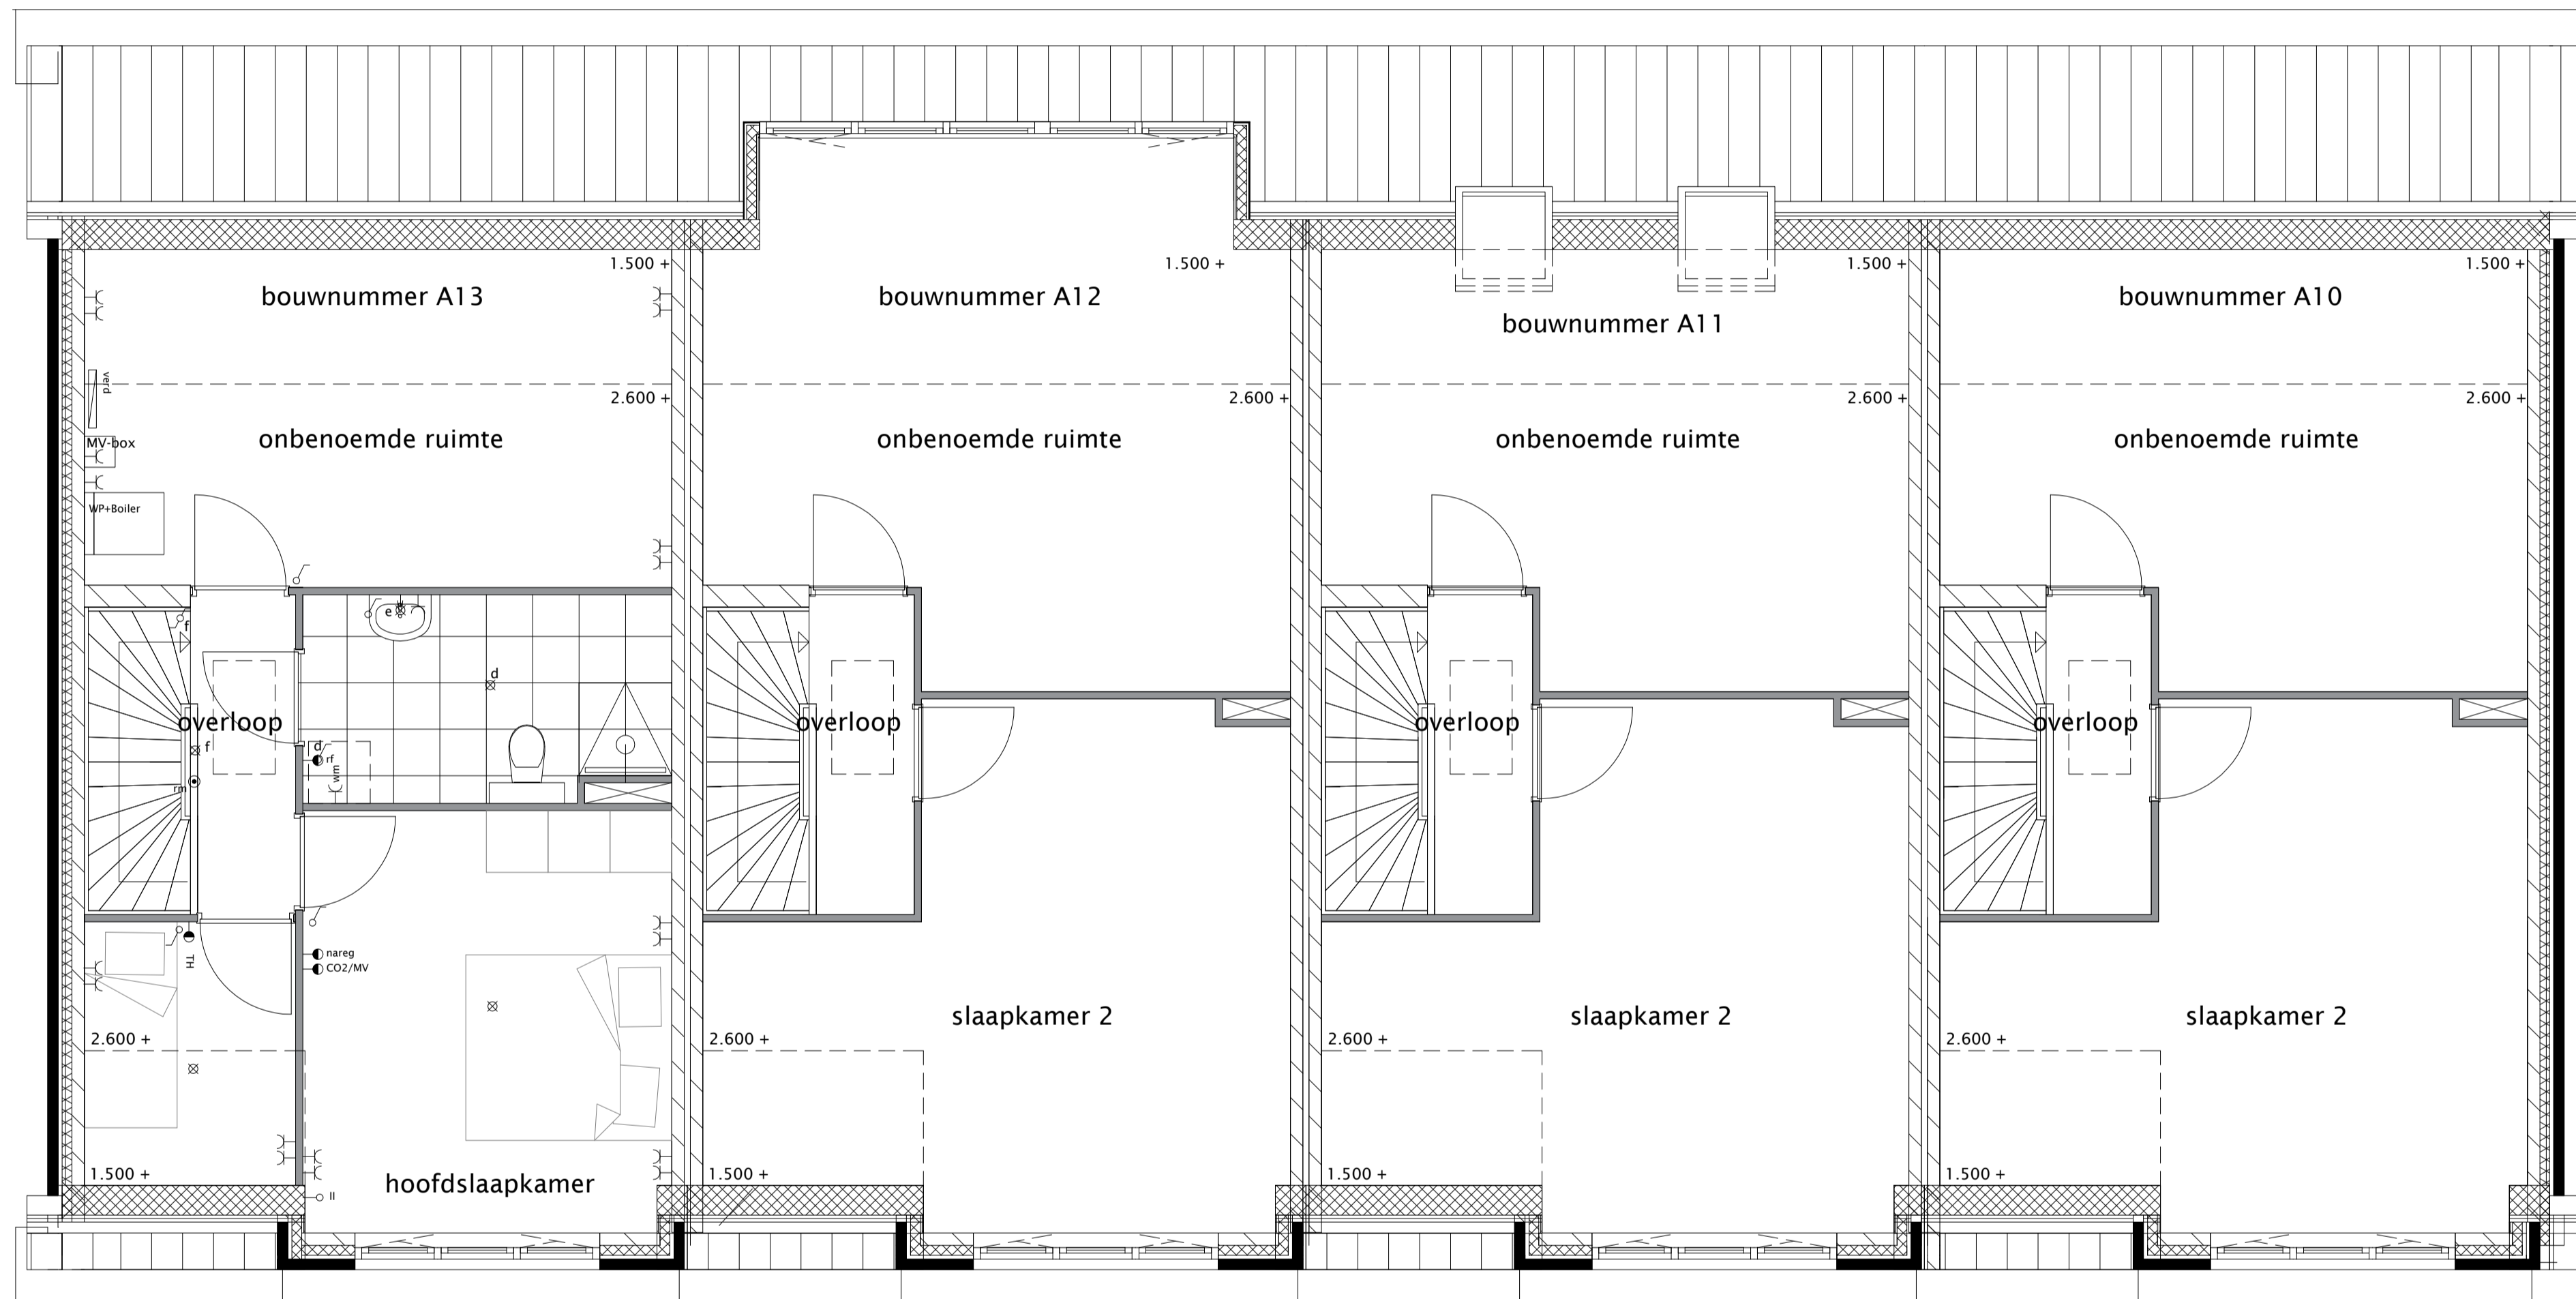 1.500 +
1.500 +
1.500 +
1.500 +
bouwnummer A13
bouwnummer A12
bouwnummer A11
bouwnummer A10
verd
2.600 +
2.600 +
2.600 +
2.600 +
MV-box
onbenoemde ruimte
onbenoemde ruimte
onbenoemde ruimte
onbenoemde ruimte
WP+Boiler
e
f
d
overloop
overloop
overloop
overloop
f
d
rf
wm
rm
nareg
CO2/MV
TH
slaapkamer 2
slaapkamer 2
slaapkamer 2
2.600 +
2.600 +
2.600 +
2.600 +
1.500 +
1.500 +
1.500 +
1.500 +
hoofdslaapkamer
II